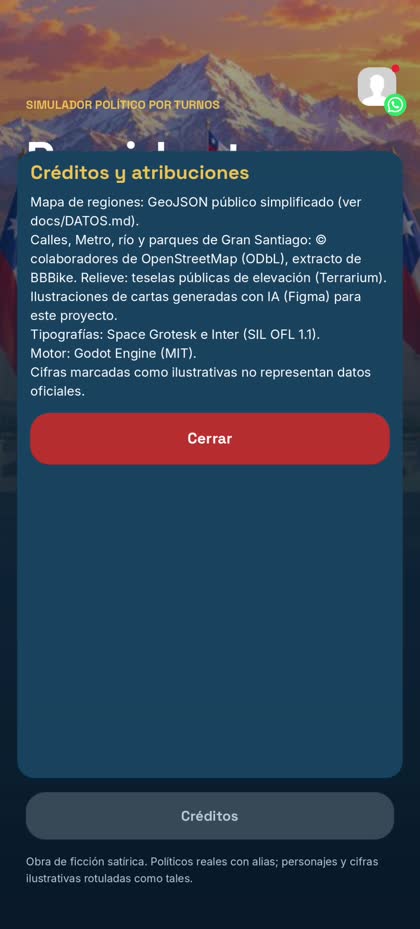 SIMULADOR POLÍTICO POR TURNOS
Créditos y atribuciones
Mapa de regiones: GeoJSON público simplificado (ver
docs/DATOS.md).
Calles, Metro, río y parques de Gran Santiago: ©
colaboradores de OpenStreetMap (ODbL), extracto de
BBBike. Relieve: teselas públicas de elevación (Terrarium).
Ilustraciones de cartas generadas con IA (Figma) para
este proyecto.
Tipografías: Space Grotesk e Inter (SIL OFL 1.1).
Motor: Godot Engine (MIT).
Cifras marcadas como ilustrativas no representan datos
oficiales.
Cerrar
Créditos
Obra de ficción satírica. Políticos reales con alias; personajes y cifras
ilustrativas rotuladas como tales.